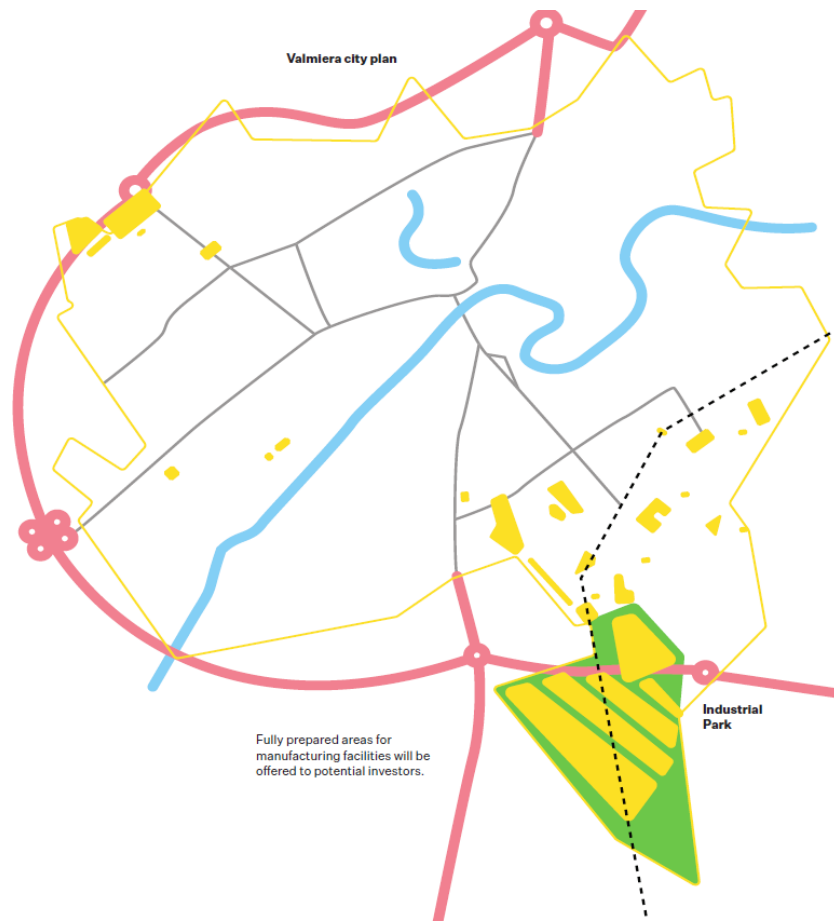 Valmiera city plan
Industrial
Park
Fully prepared areas for
manufacturing facilities will be
offered to potential investors.